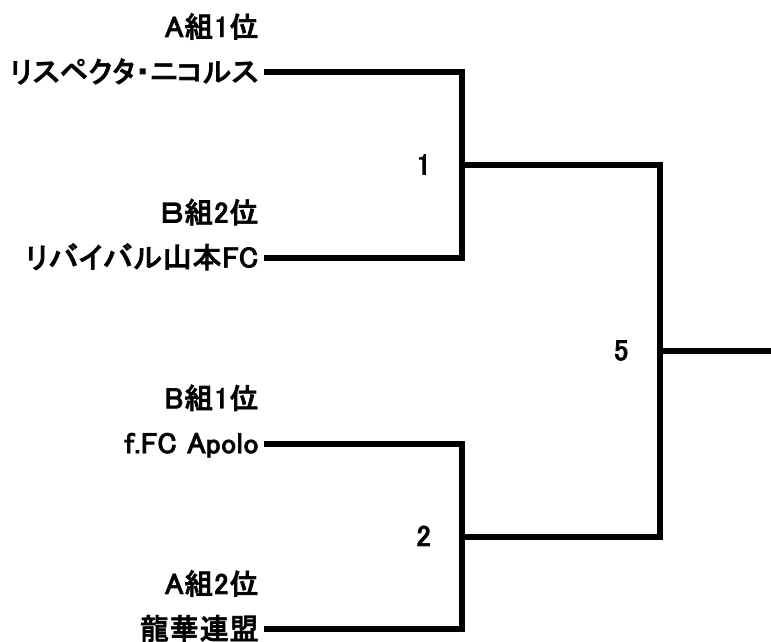 A組1位
リスペクタ・ニコルス
1
B組2位
リバイバル山本FC
5
B組1位
f.FC Apolo
2
A組2位
龍華連盟